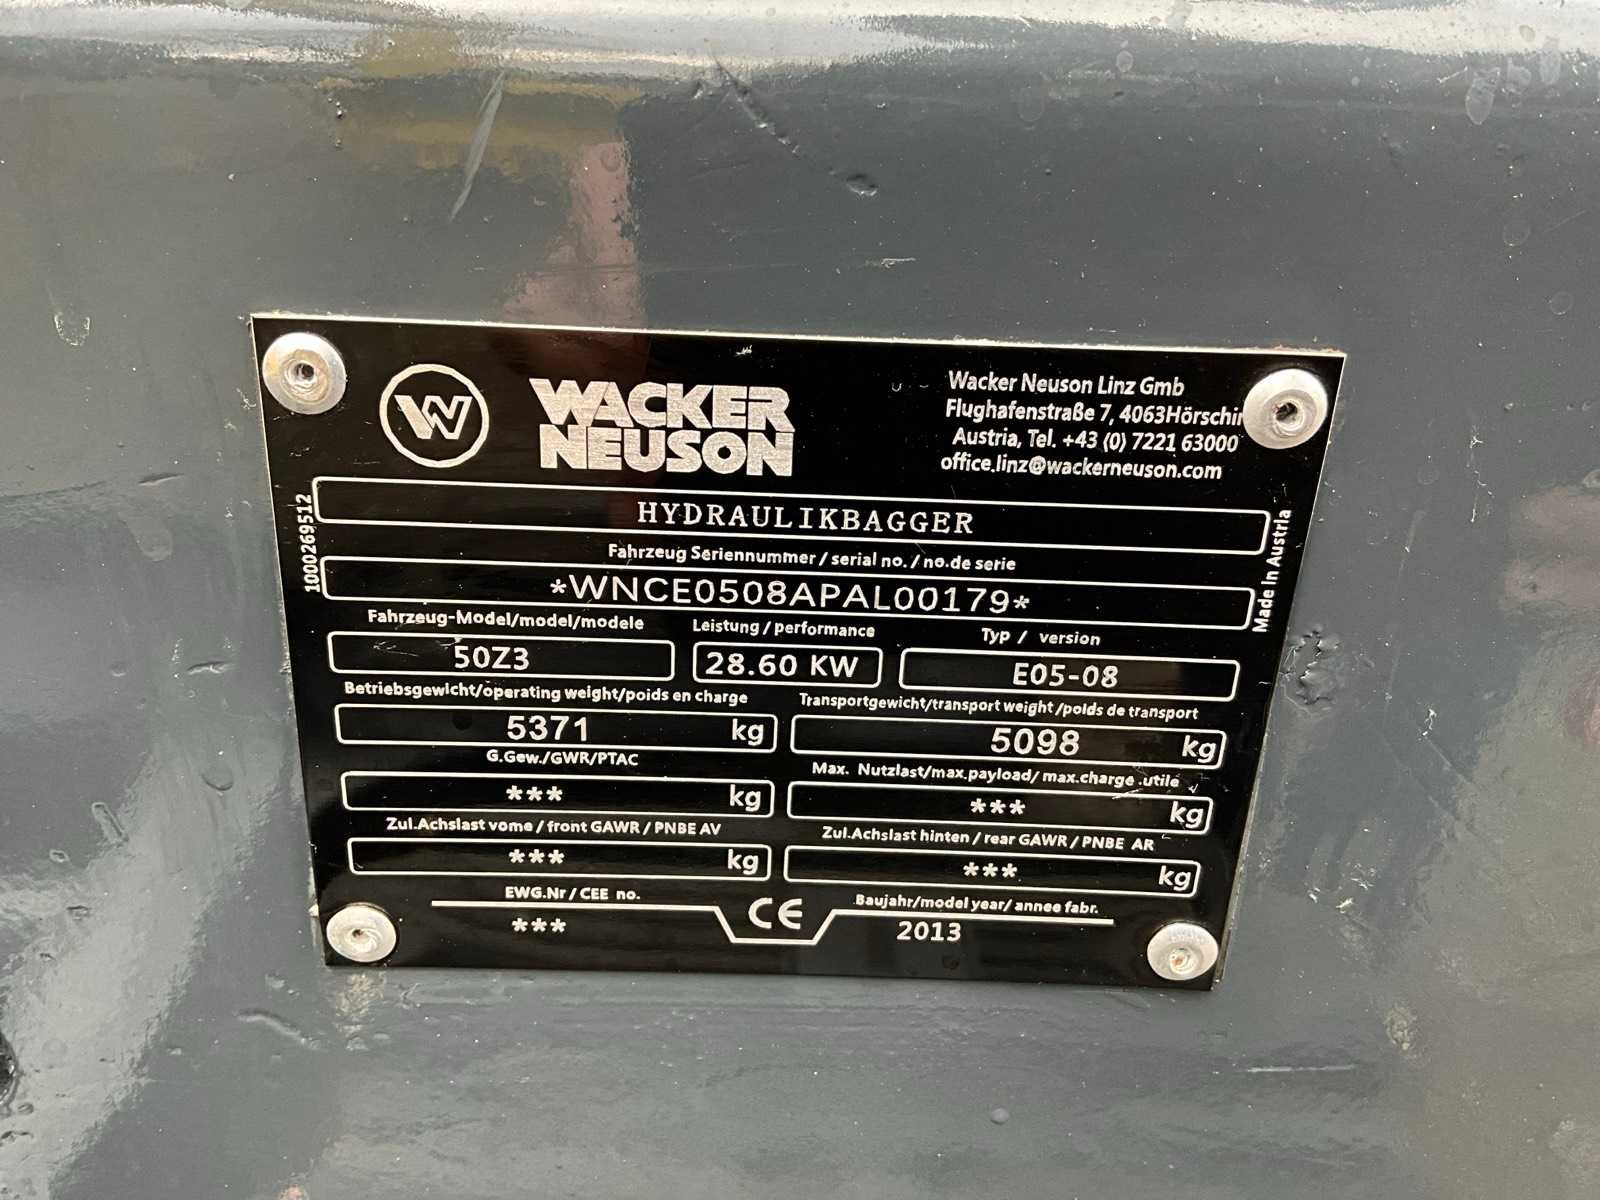 W
WACKER
NEUSON
Wacker Neuson Linz Gmb
Flughafenstraße 7, 4063Hörschin
Austria, Tel. +43 (0) 7221 63000
office.linz@wackerneuson.com
HYDRAULIKBAGGER
1000269512
Made in Austria
Fahrzeug Seriennummer / serial no. / no.de serie
*WNCE0508APAL00179*
Fahrzeug-Model/model/modele Leistung / performance Typ / version
50Z3 28.60 KW E05-08
Betriebsgewicht/operating weight/poids en charge Transportgewicht/transport weight /poids de transport
5371 kg 5098 kg
G.Gew./GWR/PTAC Max. Nutzlast/max.payload/ max.charge .utile
*** kg *** kg
Zul.Achslast vorne / front GAWR / PNBE AV Zul.Achslast hinten / rear GAWR / PNBE AR
*** kg *** kg
EWG.Nr / CEE no. CE Baujahr/model year/ annee fabr.
*** 2013